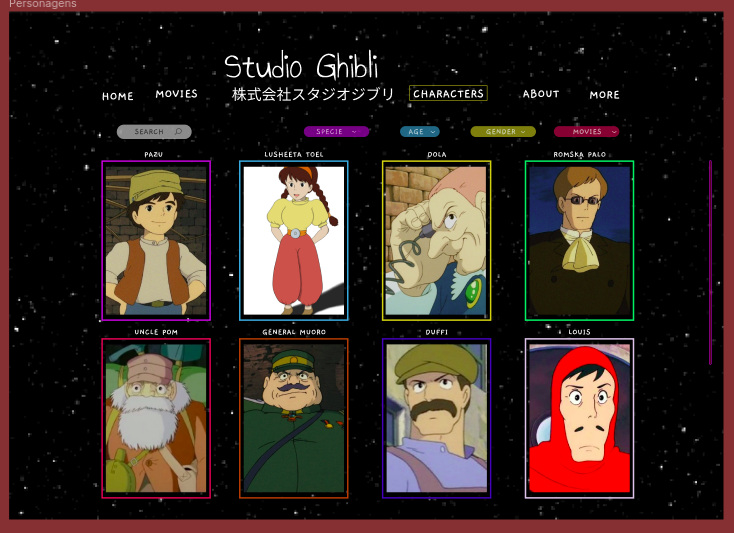 Personagens
Studio Ghibli
HOME MOVIES 株式会社スタジオジブリ CHARACTERS ABOUT MORE
SEARCH SPECIE AGE GENDER MOVIES
PAZU LUSHEETA TOEL DOLA ROMSKA PALO
UNCLE POM GENERAL MUORO DUFFI LOUIS